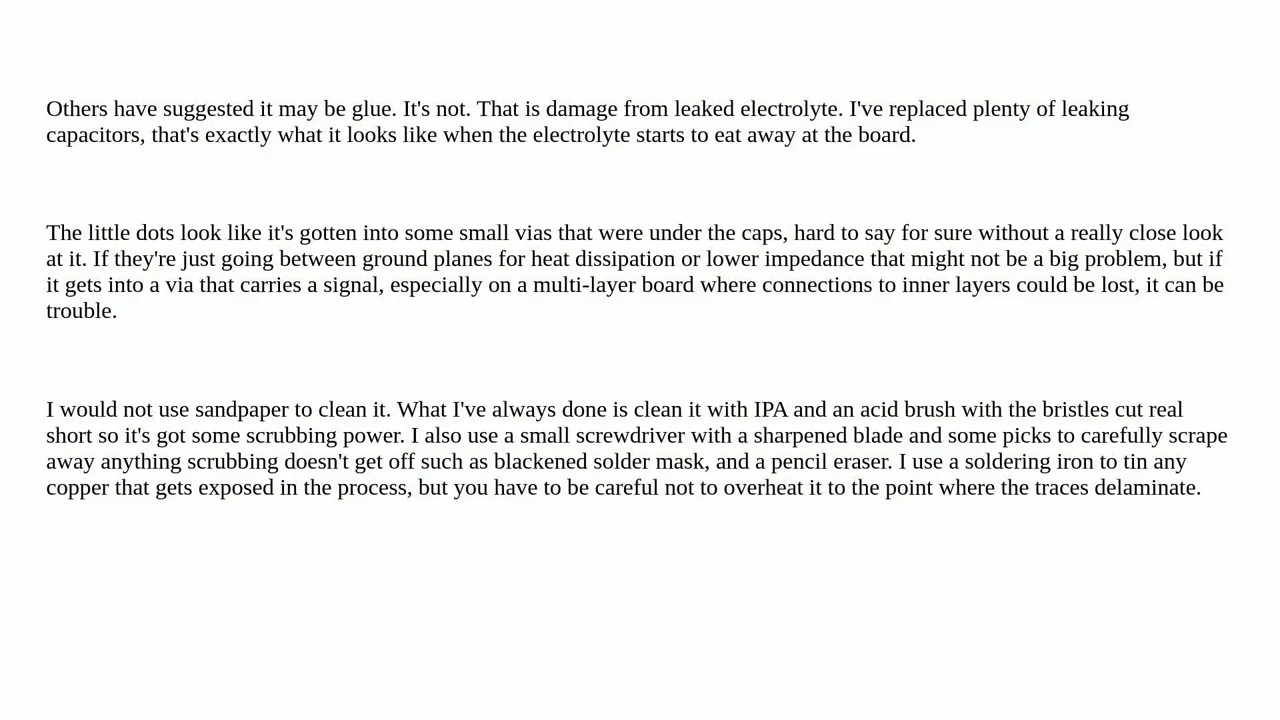 Others have suggested it may be glue. It's not. That is damage from leaked electrolyte. I've replaced plenty of leaking
capacitors, that's exactly what it looks like when the electrolyte starts to eat away at the board.
The little dots look like it's gotten into some small vias that were under the caps, hard to say for sure without a really close look
at it. If they're just going between ground planes for heat dissipation or lower impedance that might not be a big problem, but if
it gets into a via that carries a signal, especially on a multi-layer board where connections to inner layers could be lost, it can be
trouble.
I would not use sandpaper to clean it. What I've always done is clean it with IPA and an acid brush with the bristles cut real
short so it's got some scrubbing power. I also use a small screwdriver with a sharpened blade and some picks to carefully scrape
away anything scrubbing doesn't get off such as blackened solder mask, and a pencil eraser. I use a soldering iron to tin any
copper that gets exposed in the process, but you have to be careful not to overheat it to the point where the traces delaminate.